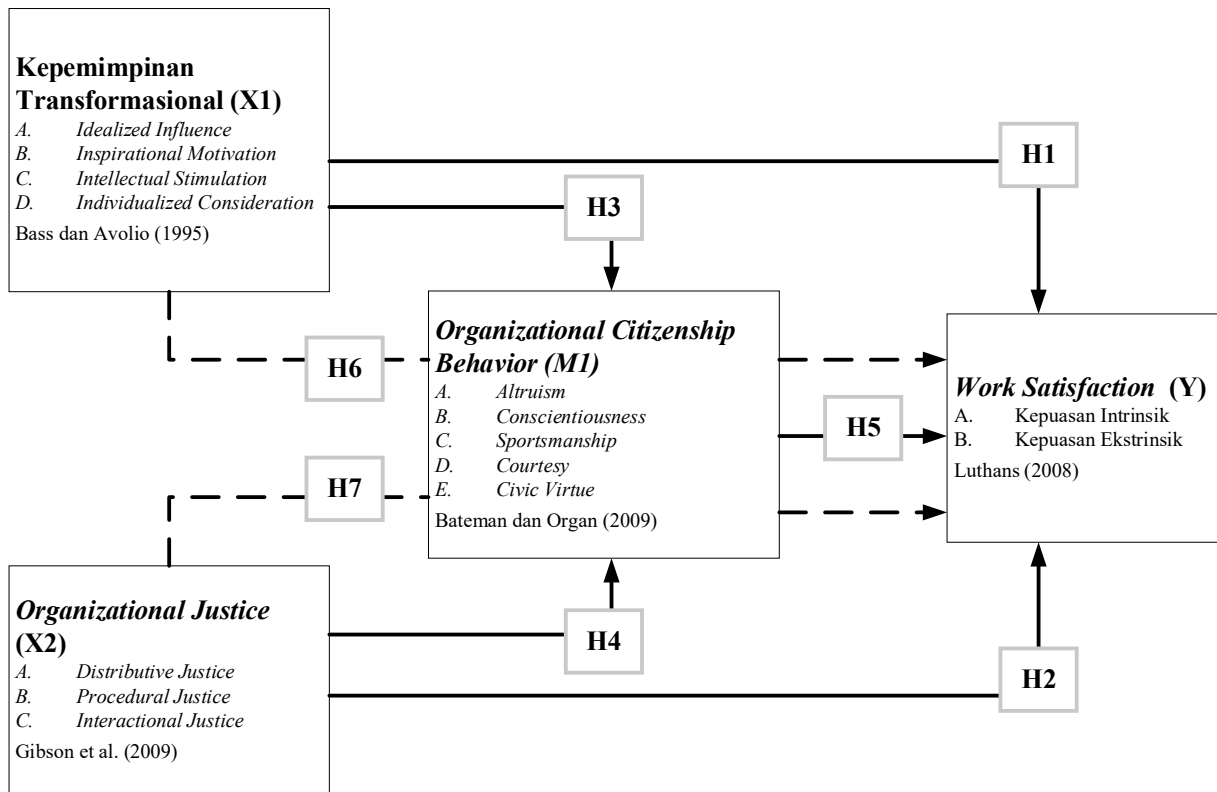 Kepemimpinan
Transformasional (X1)
A. Idealized Influence
B. Inspirational Motivation
C. Intellectual Stimulation
D. Individualized Consideration
Bass dan Avolio (1995)
H1
H3
H6
Organizational Citizenship
Behavior (M1)
A. Altruism
B. Conscientiousness
C. Sportsmanship
D. Courtesy
E. Civic Virtue
Bateman dan Organ (2009)
H5
Work Satisfaction (Y)
A. Kepuasan Intrinsik
B. Kepuasan Ekstrinsik
Luthans (2008)
H7
Organizational Justice
(X2)
A. Distributive Justice
B. Procedural Justice
C. Interactional Justice
Gibson et al. (2009)
H4
H2